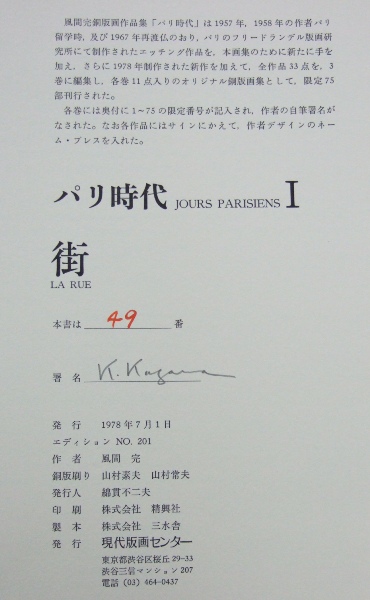 風間完銅版画作品集「パリ時代」は1957年，1958年の作者パリ
留学時，及び1967年再渡仏のおり，パリのフリードランデル版画研
究所にて制作されたエッチング作品を，本画集のために新たに手を
加え，さらに1978年制作された新作を加えて，全作品33点を，3
巻に編集し，各巻11点入りのオリジナル銅版画集として，限定75
部刊行された。
各巻には奥付に1～75の限定番号が記入され，作者の自筆署名が
なされた。なお各作品にはサインにかえて，作者デザインのネー
ム・プレスを入れた。
パリ時代 JOURS PARISIENS I
街
LA RUE
本書は 49 番
署名 K. Kazama
発行 1978年7月1日
エディション NO. 201
作者 風間 完
銅版刷り 山村素夫 山村常夫
発行人 綿貫不二夫
印刷 株式会社 精興社
製本 株式会社 三水舎
発行 現代版画センター
東京都渋谷区桜丘29-33
渋谷三信マンション207
電話(03) 464-0437